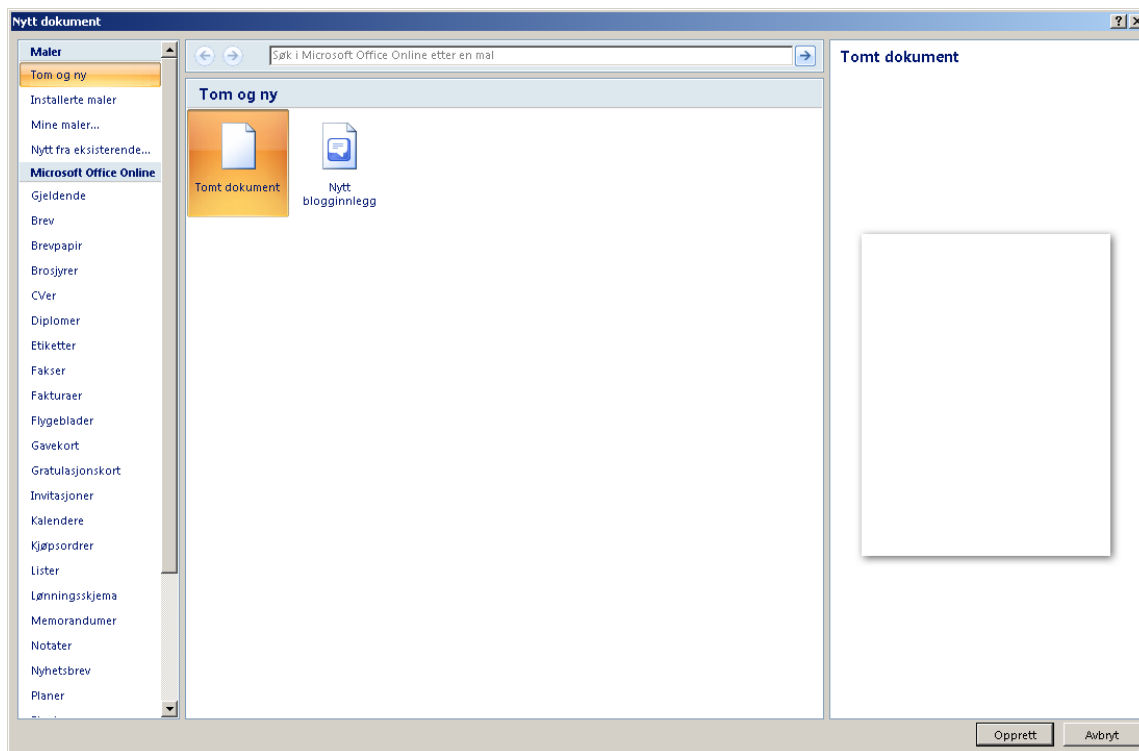 Nytt dokument
Maler
Tom og ny
Installerte maler
Mine maler...
Nytt fra eksisterende...
Microsoft Office Online
Gjeldende
Brev
Brevpapir
Brosjyrer
CVer
Diplomer
Etiketter
Fakser
Fakturaer
Flygeblader
Gavekort
Gratulasjonskort
Invitasjoner
Kalendere
Kjøpsordrer
Lister
Lønningsskjema
Memorandumer
Notater
Nyhetsbrev
Planer
Søk i Microsoft Office Online etter en mal
Tom og ny
Tomt dokument
Nytt
blogginnlegg
Tomt dokument
Opprett
Avbryt